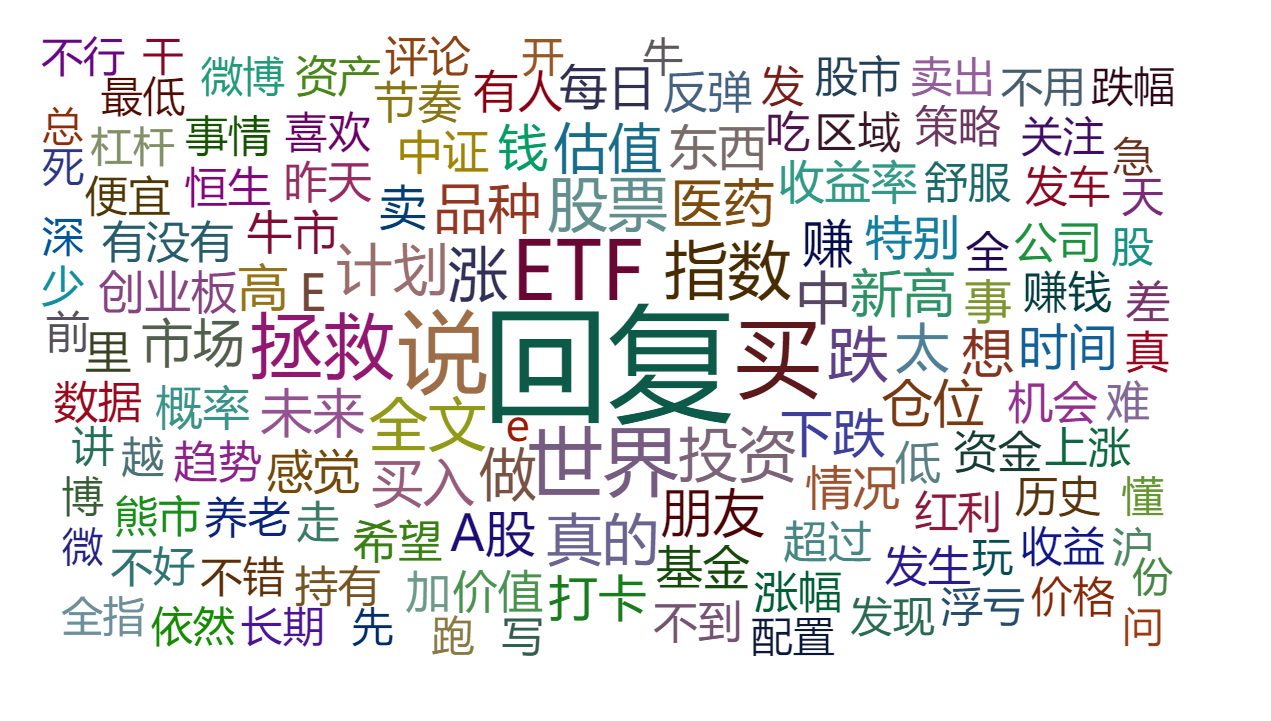 不行 干 评论 开 牛
最低 微博 资产 节奏 有人 每日 反弹 发 股市 卖出 不用 跌幅
总 杠杆 事情 喜欢 中证 钱 估值 东西 吃 区域 策略 关注 急
死 便宜 恒生 昨天 卖 品种 股票 医药 收益率 舒服 发车 天
深 有没有 牛市 计划 涨 ETF 指数 赚 特别 全 公司 股
少 创业板 高 E 中 新高 事 赚钱 差
前 里 市场 拯救 说 回复 买 跌 太 想 时间 真
数据 概率 未来 全文 e 世界 投资 下跌 仓位 机会 难
讲 越 趋势 感觉 买入 做 低 资金 上涨
博 熊市 养老 走 希望 A股 真的 朋友 情况 红利 历史 懂
微 不好 不错 持有 加 价值 打卡 基金 超过 涨幅 发生 玩 收益 沪 份
全指 依然 长期 先 跑 写 不到 配置 发现 浮亏 价格 问